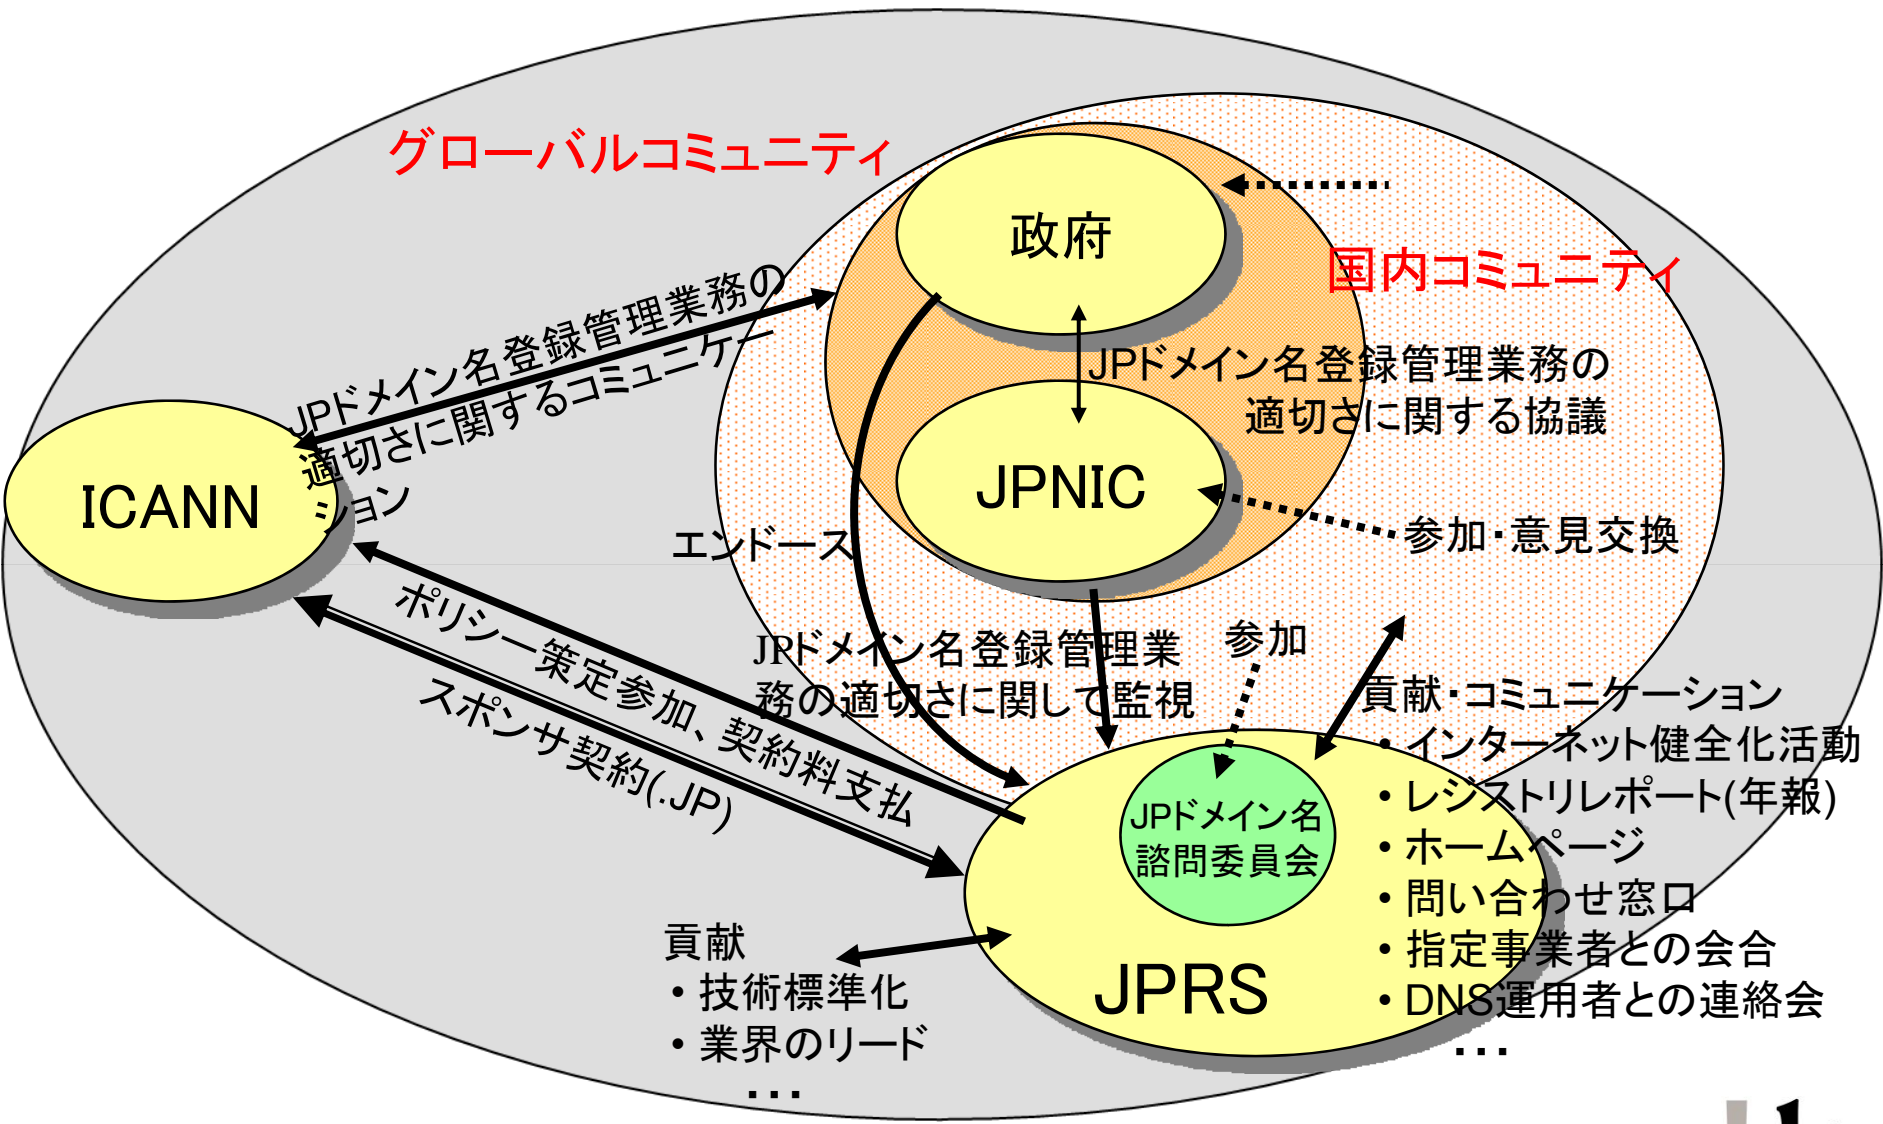 グローバルコミュニティ
政府
国内コミュニティ
JPドメイン名登録管理業務の
適切さに関するコミュニケー
ション
JPドメイン名登録管理業務の
適切さに関する協議
ICANN
JPNIC
エンドース
参加・意見交換
ポリシー策定参加、契約料支払
スポンサ契約(.JP)
JPドメイン名登録管理業
務の適切さに関して監視
参加
貢献・コミュニケーション
・インターネット健全化活動
・レジストリレポート(年報)
・ホームページ
・問い合わせ窓口
・指定事業者との会合
・DNS運用者との連絡会
・・・
JPドメイン名
諮問委員会
JPRS
貢献
・技術標準化
・業界のリード
・・・